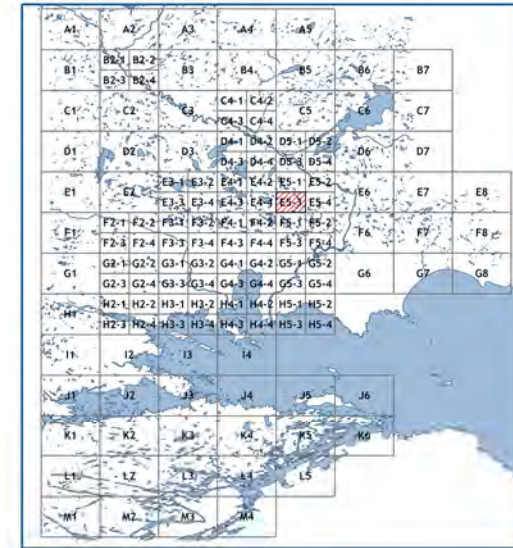 A1 A2 A3 A4 A5
B2-1 B2-2
B1 B3 B4 B5 B6 B7
B2-3 B2-4
C4-1 C4-2
C1 C2 C3 C5 C6 C7
C4-3 C4-4
D4-1 D4-2 D5-1 D5-2
D1 D2 D3 D6 D7
D4-3 D4-4 D5-3 D5-4
E3-1 E3-2 E4-1 E4-2 E5-1 E5-2
E1 E2 E6 E7 E8
E3-3 E3-4 E4-3 E4-4 E5-3 E5-4
F2-1 F2-2 F3-1 F3-2 F4-1 F4-2 F5-1 F5-2
F1 F6 F7 F8
F2-3 F2-4 F3-3 F3-4 F4-3 F4-4 F5-3 F5-4
G2-1 G2-2 G3-1 G3-2 G4-1 G4-2 G5-1 G5-2
G1 G6 G7 G8
G2-3 G2-4 G3-3 G3-4 G4-3 G4-4 G5-3 G5-4
H2-1 H2-2 H3-1 H3-2 H4-1 H4-2 H5-1 H5-2
H1
H2-3 H2-4 H3-3 H3-4 H4-3 H4-4 H5-3 H5-4
I1 I2 I3 I4
J1 J2 J3 J4 J5 J6
K1 K2 K3 K4 K5 K6
L1 L2 L3 L4 L5
M1 M2 M3 M4